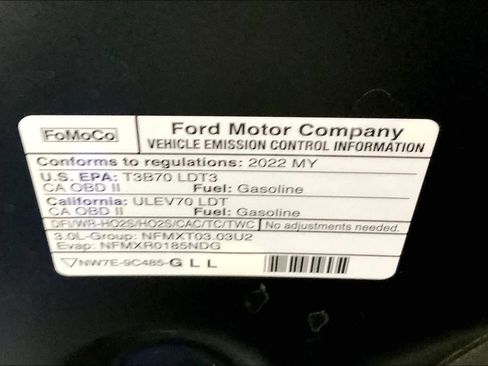 FoMoCo
Ford Motor Company
VEHICLE EMISSION CONTROL INFORMATION
Conforms to regulations: 2022 MY
U.S. EPA: T3B70 LDT3
CA OBD II Fuel: Gasoline
California: ULEV70 LDT
CA OBD II Fuel: Gasoline
DFI/WR-HO2S/HO2S/CAC/TC/TWC No adjustments needed.
3.0L-Group: NFMXT03.03U2
Evap: NFMXR0185NDG
NW7E-9C485-GLL